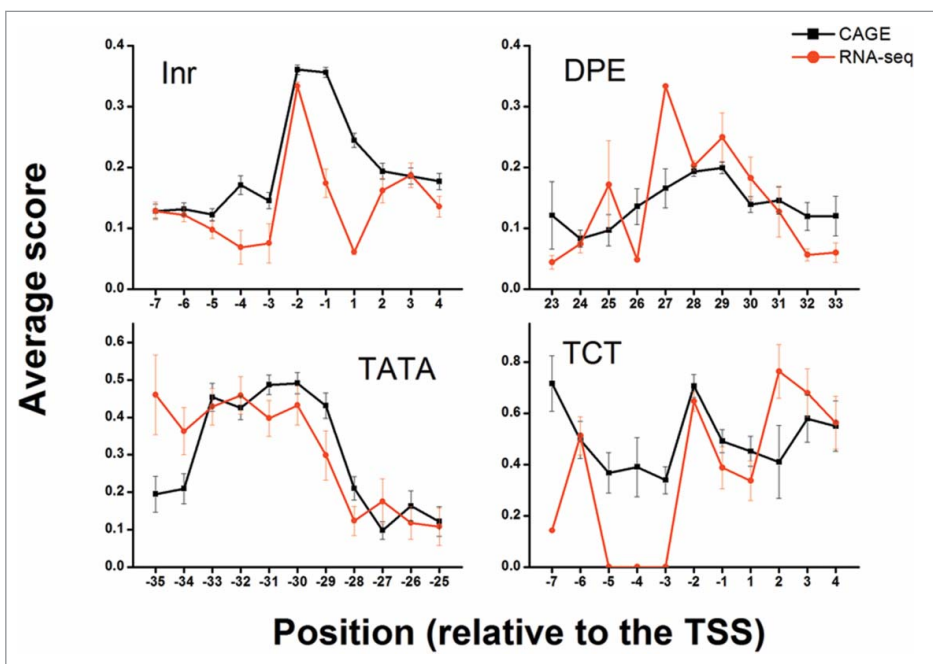 CAGE
RNA-seq
Inr
0.4
0.3
0.2
0.1
0.0
-7 -6 -5 -4 -3 -2 -1 1 2 3 4
DPE
0.4
0.3
0.2
0.1
0.0
23 24 25 26 27 28 29 30 31 32 33
Average score
TATA
0.6
0.5
0.4
0.3
0.2
0.1
0.0
-35 -34 -33 -32 -31 -30 -29 -28 -27 -26 -25
TCT
0.8
0.6
0.4
0.2
0.0
-7 -6 -5 -4 -3 -2 -1 1 2 3 4
Position (relative to the TSS)